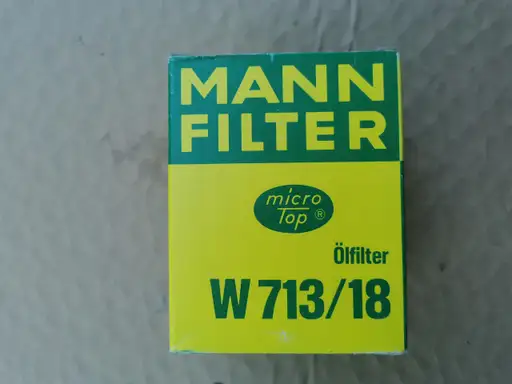 MANN
FILTER
micro
Top ®
Ölfilter
W 713/18